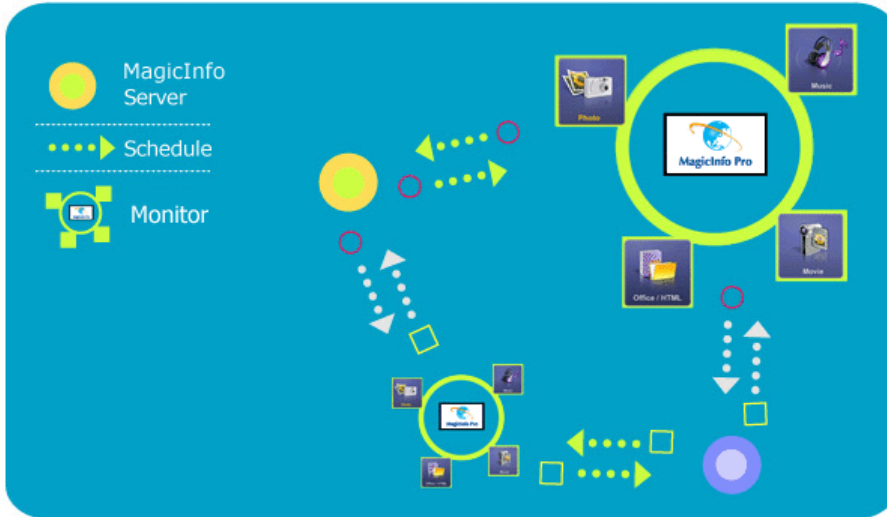 MagicInfo
Server
Schedule
Monitor
Photo
Music
MagicInfo Pro
Office / HTML
Movie
MagicInfo Pro